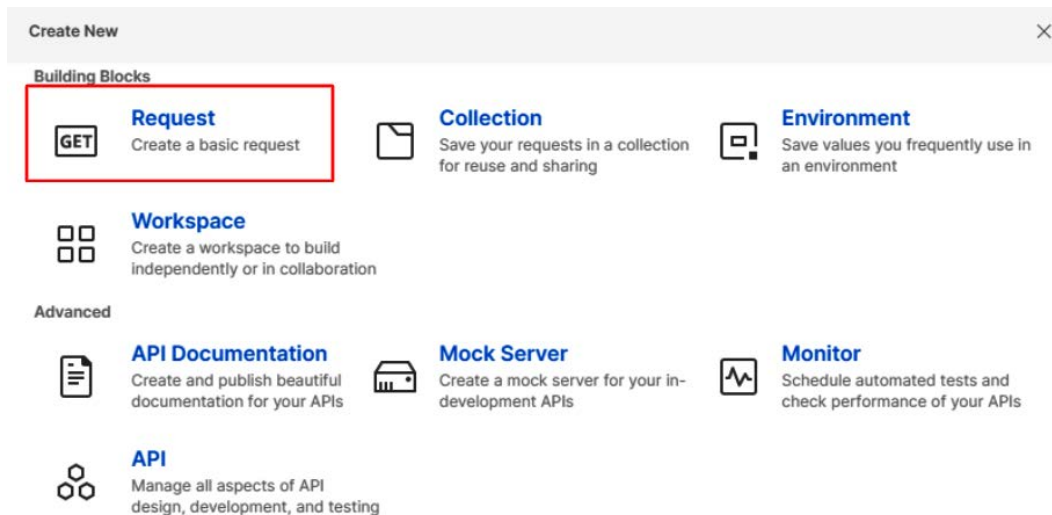 Create New
Building Blocks
GET
Request
Create a basic request
Collection
Save your requests in a collection
for reuse and sharing
Environment
Save values you frequently use in
an environment
Workspace
Create a workspace to build
independently or in collaboration
Advanced
API Documentation
Create and publish beautiful
documentation for your APIs
Mock Server
Create a mock server for your in-
development APIs
Monitor
Schedule automated tests and
check performance of your APIs
API
Manage all aspects of API
design, development, and testing